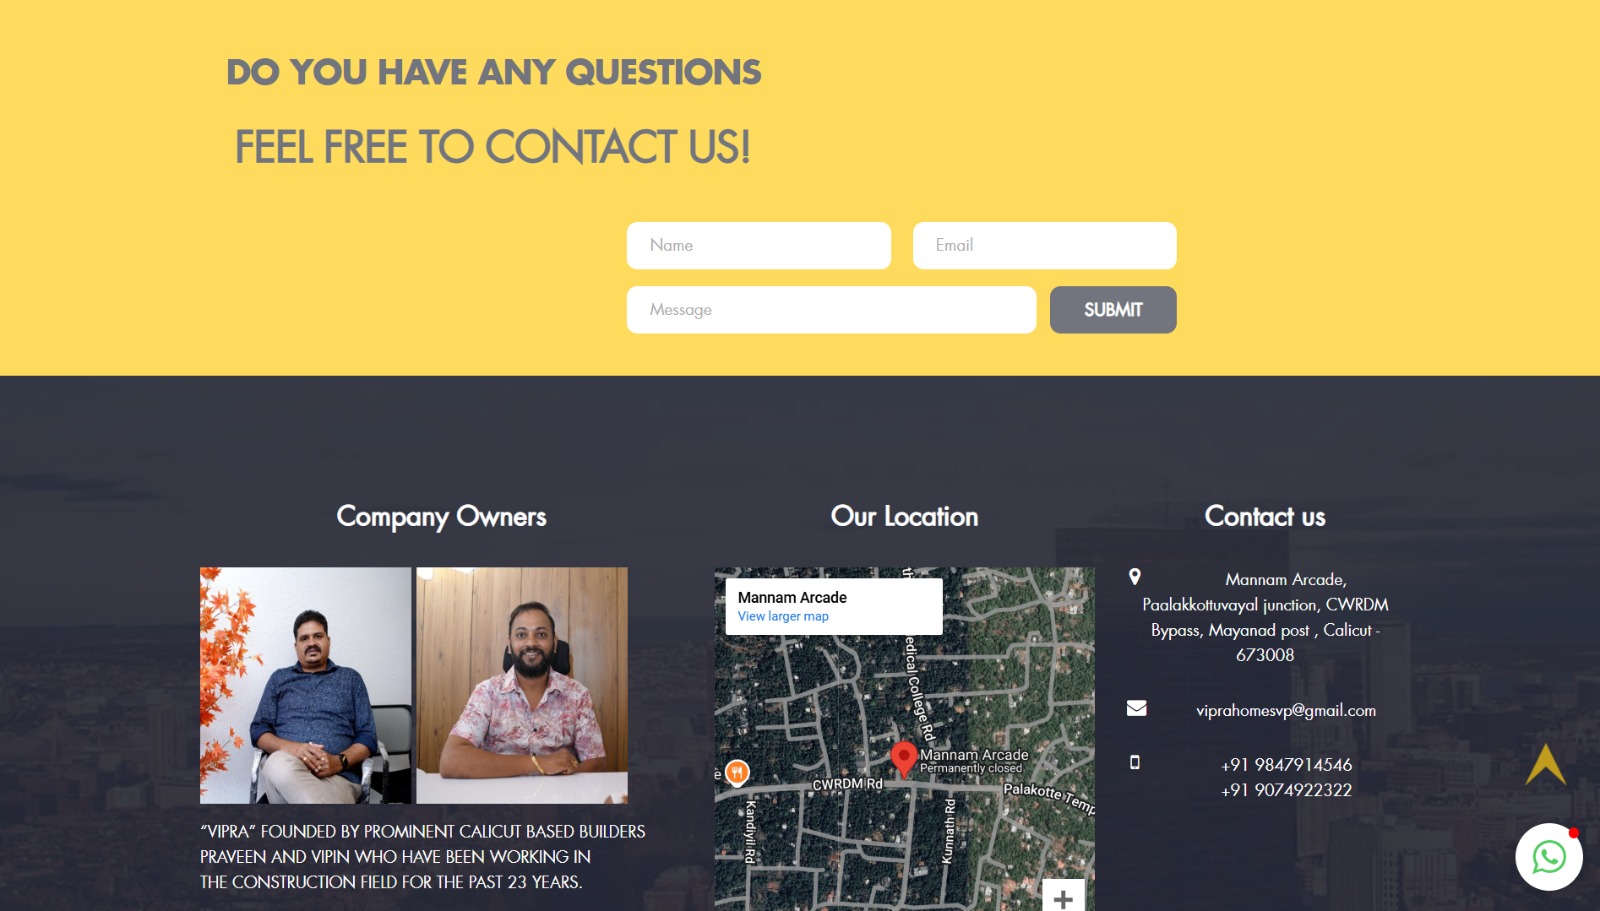 DO YOU HAVE ANY QUESTIONS
FEEL FREE TO CONTACT US!
Name
Email
Message
SUBMIT
Company Owners
“VIPRA” FOUNDED BY PROMINENT CALICUT BASED BUILDERS
PRAVEEN AND VIPIN WHO HAVE BEEN WORKING IN
THE CONSTRUCTION FIELD FOR THE PAST 23 YEARS.
Our Location
Mannam Arcade
View larger map
edical College Rd
Mannam Arcade
Permanently closed
CWRDM Rd
Palakotte Temp
Kandiyil Rd
Kunnath Rd
Contact us
Mannam Arcade,
Paalakkottuvayal junction, CWRDM
Bypass, Mayanad post , Calicut -
673008
viprahomesvp@gmail.com
+91 9847914546
+91 9074922322